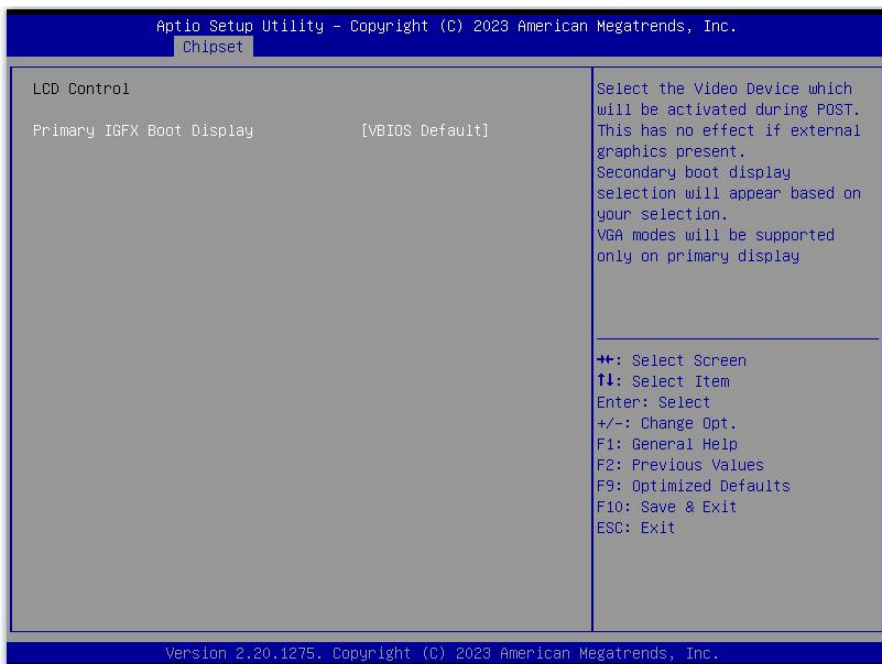 Aptio Setup Utility – Copyright (C) 2023 American Megatrends, Inc.
Chipset
LCD Control
Primary IGFX Boot Display [VBIOS Default]
Select the Video Device which
will be activated during POST.
This has no effect if external
graphics present.
Secondary boot display
selection will appear based on
your selection.
VGA modes will be supported
only on primary display
→←: Select Screen
↑↓: Select Item
Enter: Select
+/-: Change Opt.
F1: General Help
F2: Previous Values
F9: Optimized Defaults
F10: Save & Exit
ESC: Exit
Version 2.20.1275. Copyright (C) 2023 American Megatrends, Inc.